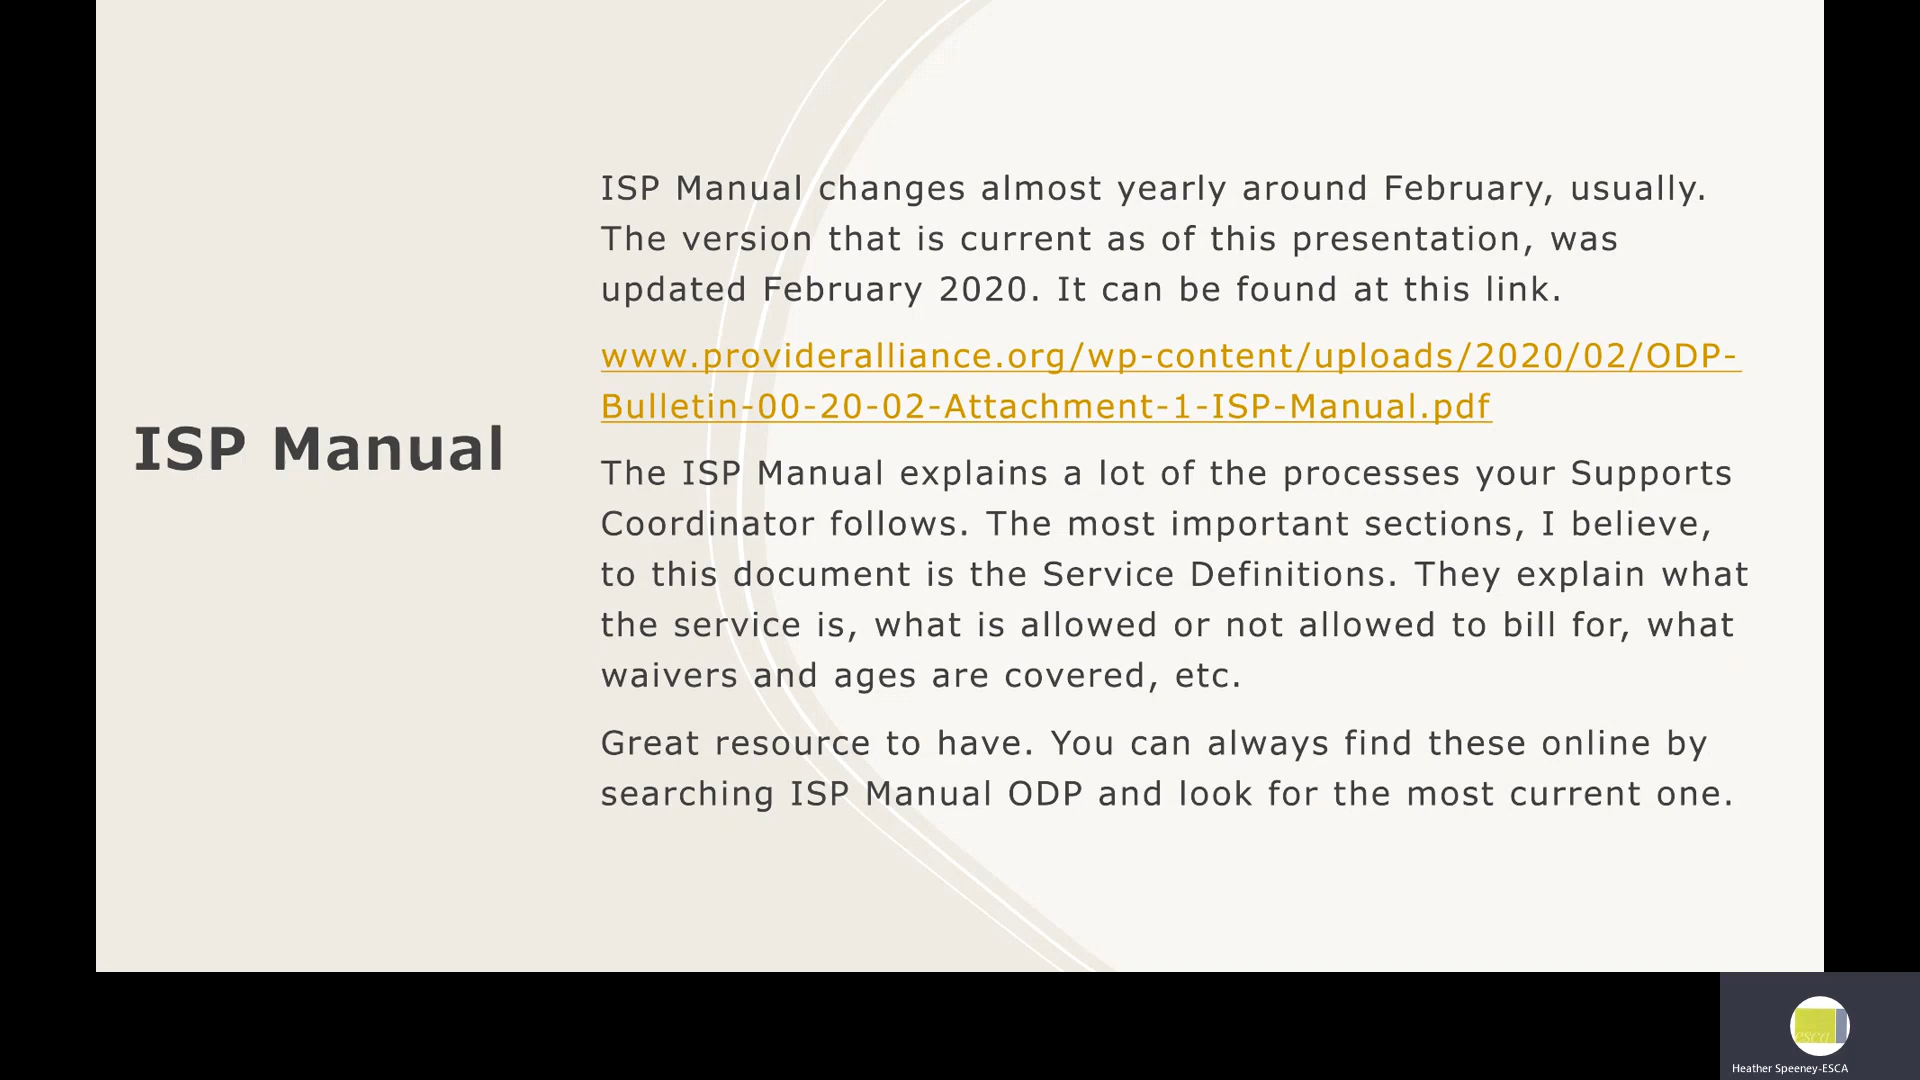 ISP Manual
ISP Manual changes almost yearly around February, usually.
The version that is current as of this presentation, was
updated February 2020. It can be found at this link.
www.provideralliance.org/wp-content/uploads/2020/02/ODP-
Bulletin-00-20-02-Attachment-1-ISP-Manual.pdf
The ISP Manual explains a lot of the processes your Supports
Coordinator follows. The most important sections, I believe,
to this document is the Service Definitions. They explain what
the service is, what is allowed or not allowed to bill for, what
waivers and ages are covered, etc.
Great resource to have. You can always find these online by
searching ISP Manual ODP and look for the most current one.
esca
Heather Speeney-ESCA